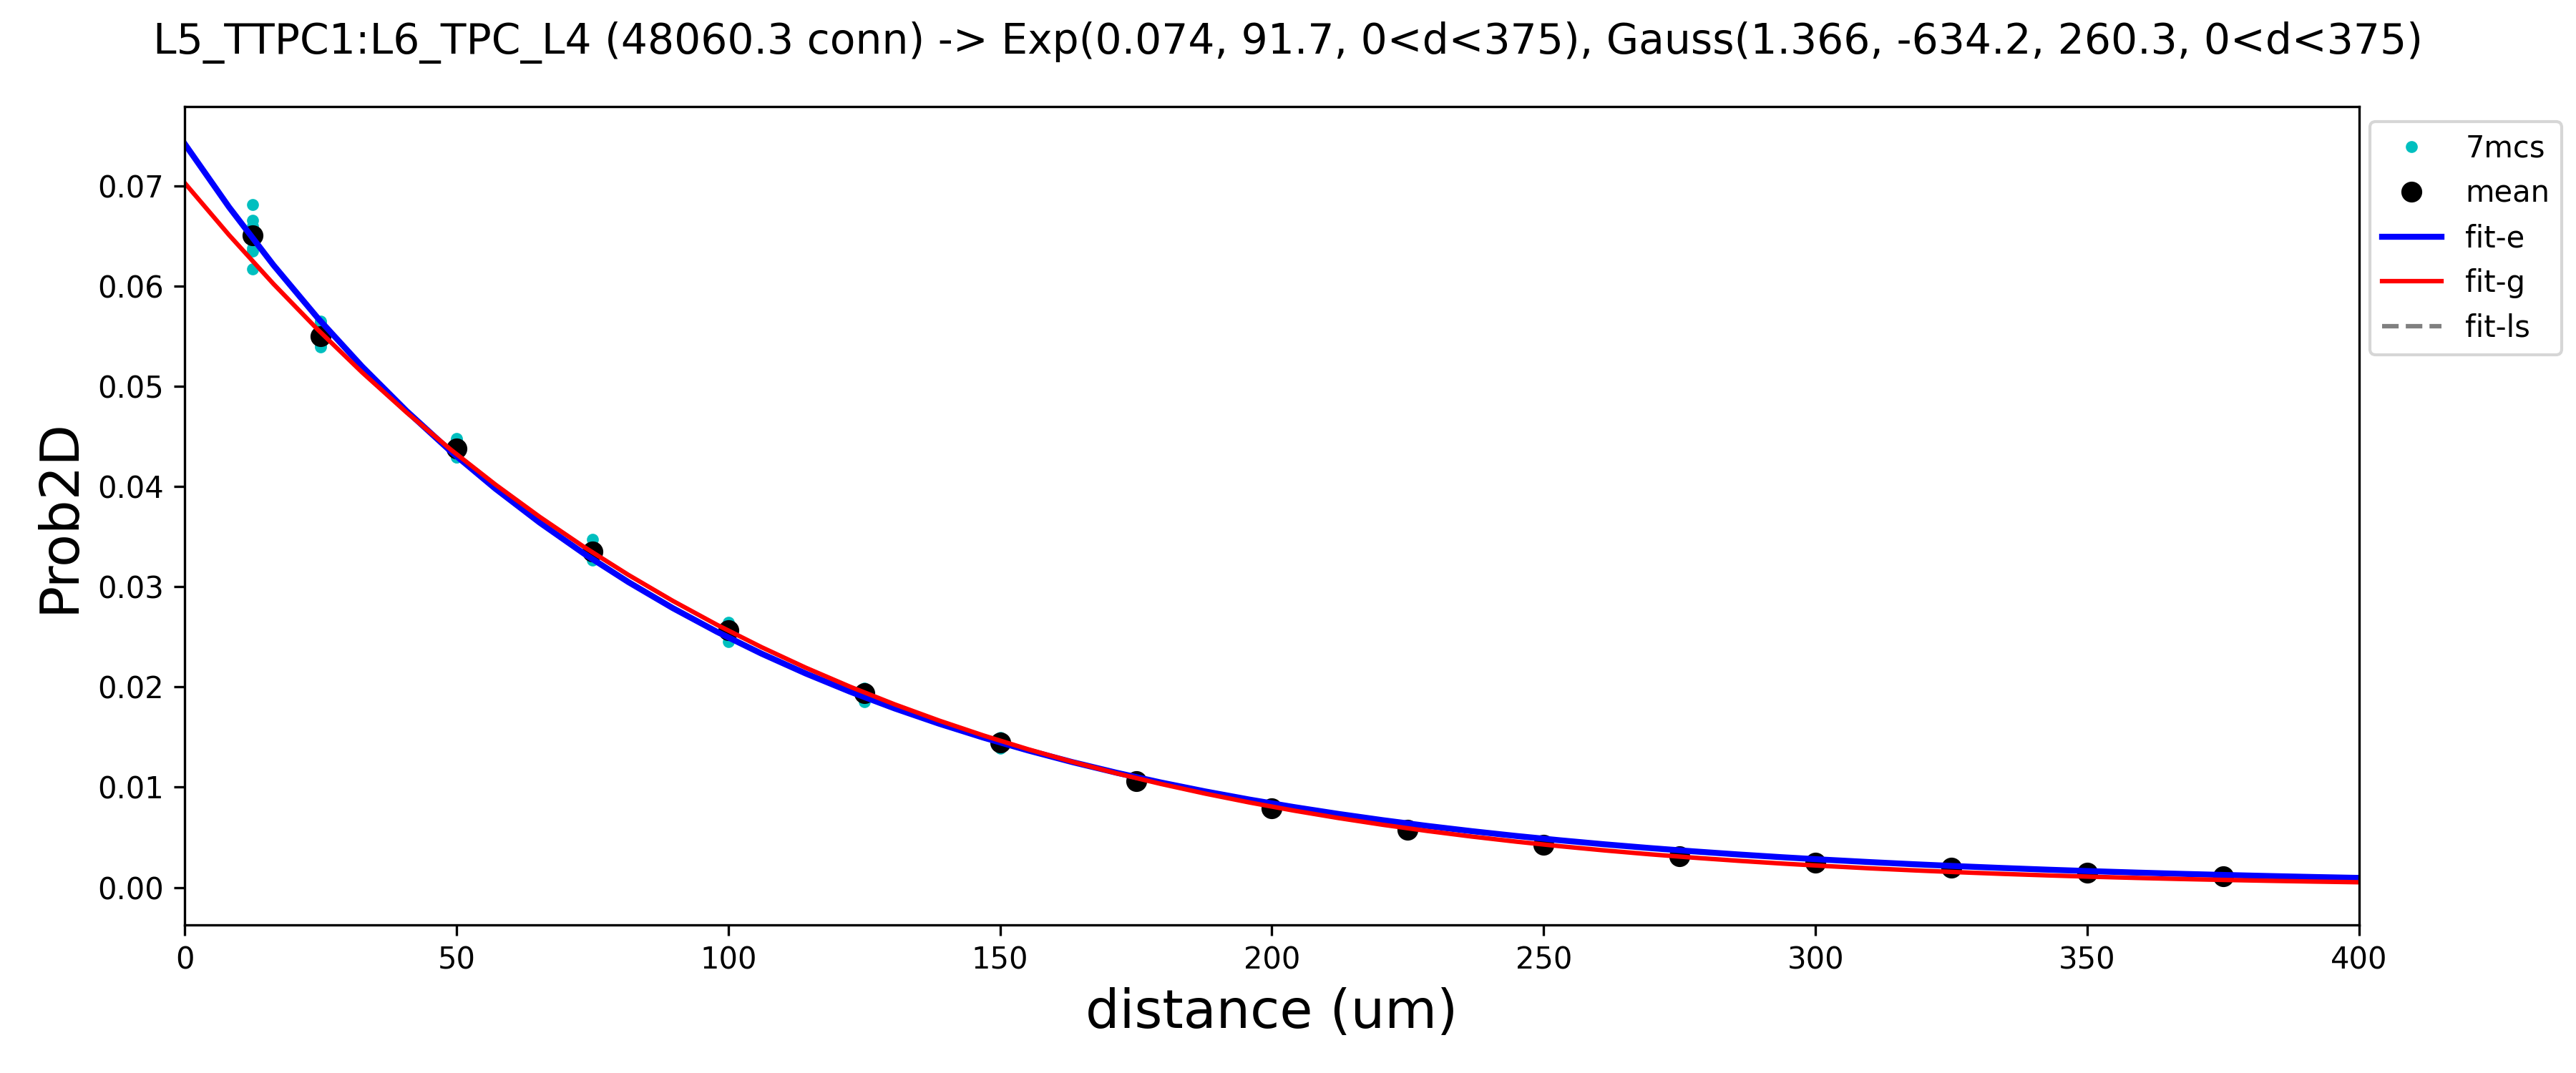 L5_TTPC1:L6_TPC_L4 (48060.3 conn) -> Exp(0.074, 91.7, 0<d<375), Gauss(1.366, -634.2, 260.3, 0<d<375)
7mcs
mean
fit-e
fit-g
fit-ls
Prob2D
0.07
0.06
0.05
0.04
0.03
0.02
0.01
0.00
0 50 100 150 200 250 300 350 400
distance (um)